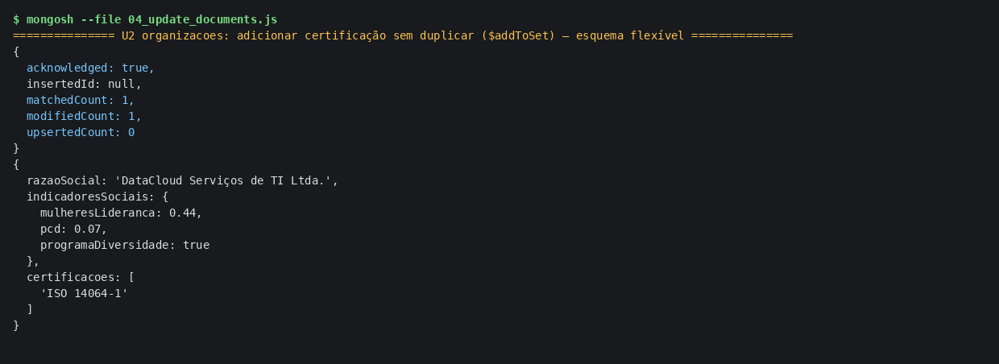 $ mongosh --file 04_update_documents.js
=============== U2 organizacoes: adicionar certificação sem duplicar ($addToSet) — esquema flexível ===============
{
  acknowledged: true,
  insertedId: null,
  matchedCount: 1,
  modifiedCount: 1,
  upsertedCount: 0
}
{
  razaoSocial: 'DataCloud Serviços de TI Ltda.',
  indicadoresSociais: {
    mulheresLideranca: 0.44,
    pcd: 0.07,
    programaDiversidade: true
  },
  certificacoes: [
    'ISO 14064-1'
  ]
}